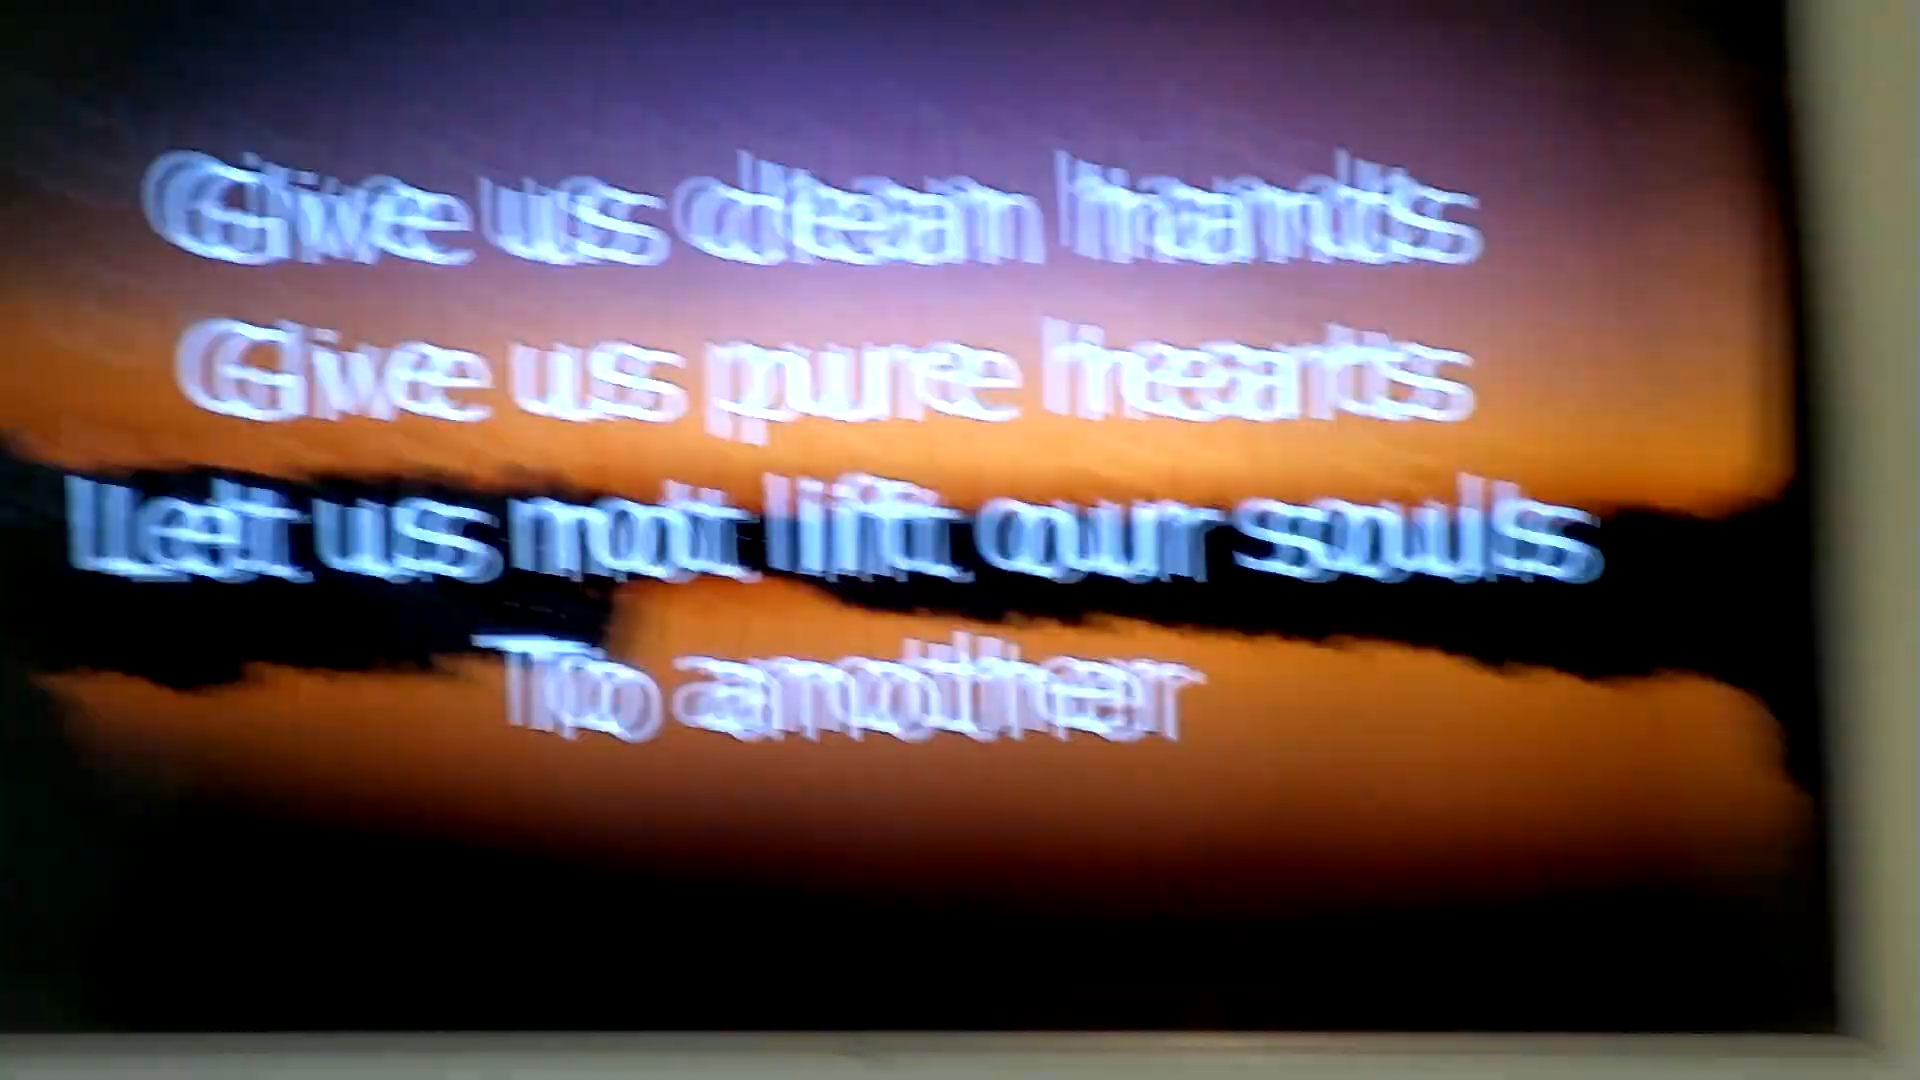 Give us clean hands
Give us pure hearts
Let us not lift our souls
To another